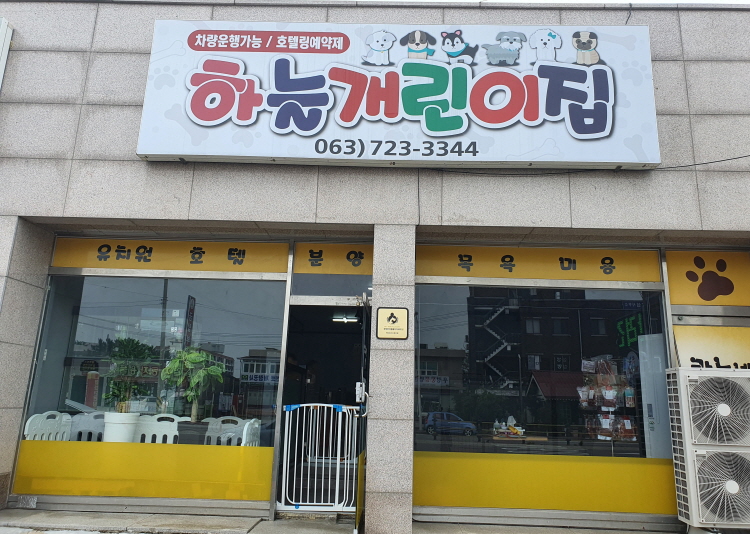 차량운행가능 / 호텔링예약제
하늘개린이집
063) 723-3344
유치원 호텔 분양 목욕 미용